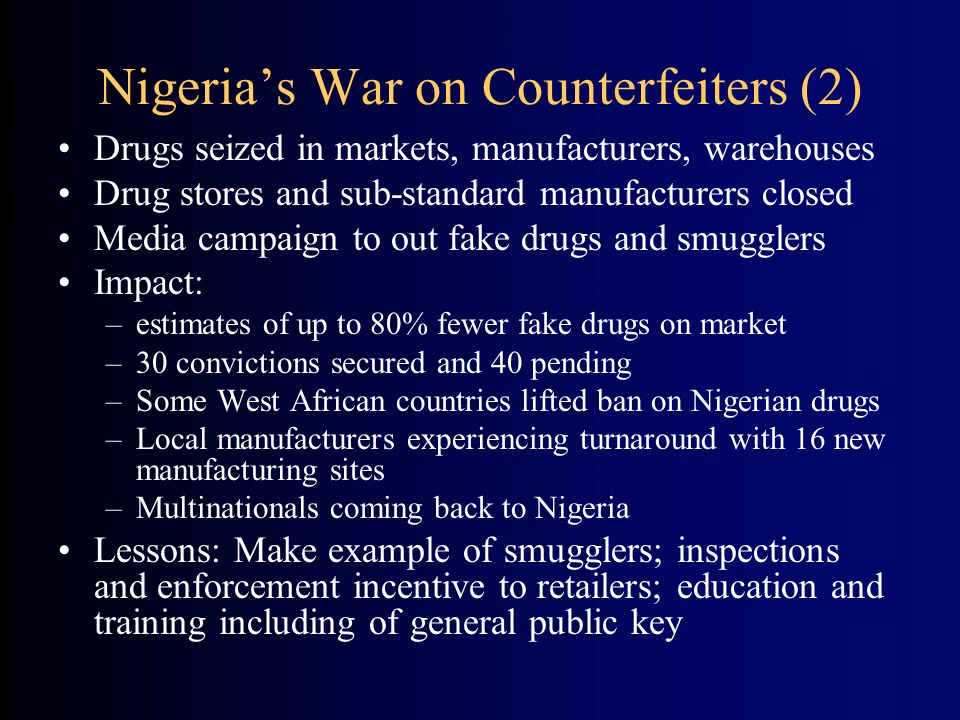 Nigeria’s War on Counterfeiters (2)
• Drugs seized in markets, manufacturers, warehouses
• Drug stores and sub-standard manufacturers closed
• Media campaign to out fake drugs and smugglers
• Impact:
– estimates of up to 80% fewer fake drugs on market
– 30 convictions secured and 40 pending
– Some West African countries lifted ban on Nigerian drugs
– Local manufacturers experiencing turnaround with 16 new
manufacturing sites
– Multinationals coming back to Nigeria
• Lessons: Make example of smugglers; inspections
and enforcement incentive to retailers; education and
training including of general public key